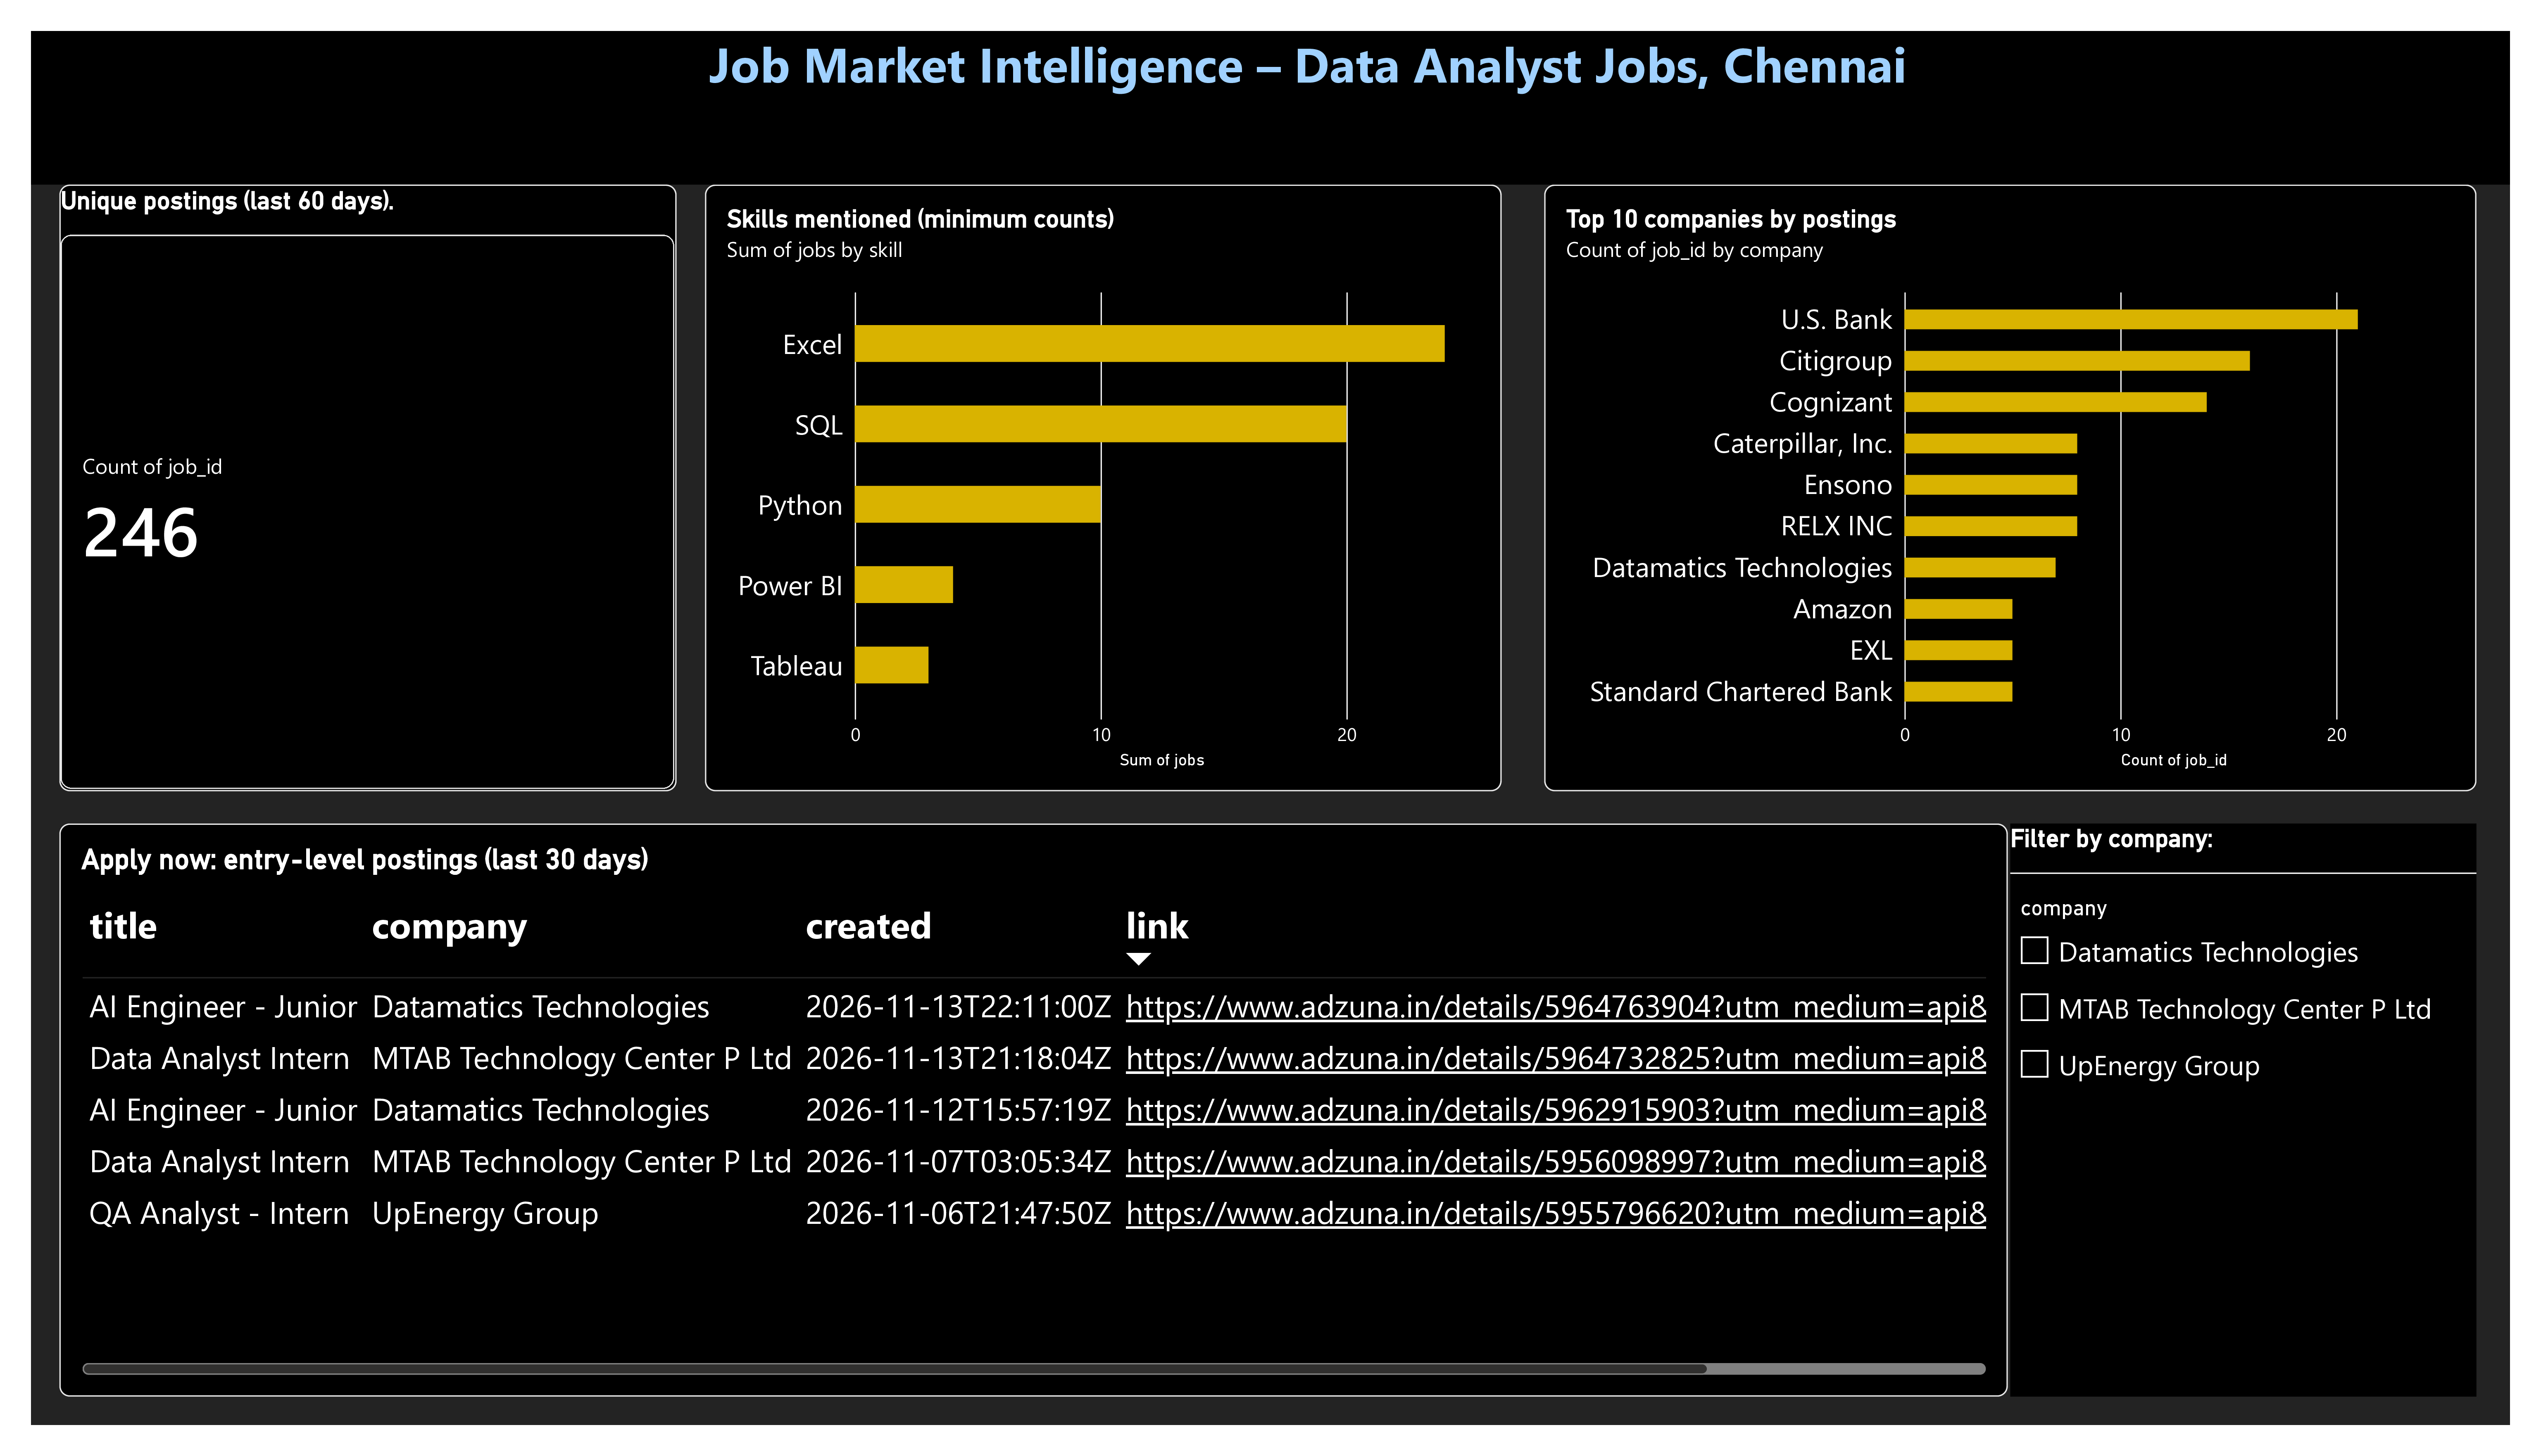 Job Market Intelligence – Data Analyst Jobs, Chennai
Unique postings (last 60 days).
Count of job_id
246
Skills mentioned (minimum counts)
Sum of jobs by skill
Excel
SQL
Python
Power BI
Tableau
0 10 20
Sum of jobs
Top 10 companies by postings
Count of job_id by company
U.S. Bank
Citigroup
Cognizant
Caterpillar, Inc.
Ensono
RELX INC
Datamatics Technologies
Amazon
EXL
Standard Chartered Bank
0 10 20
Count of job_id
Apply now: entry-level postings (last 30 days)
title company created link
AI Engineer - Junior Datamatics Technologies 2026-11-13T22:11:00Z https://www.adzuna.in/details/5964763904?utm_medium=api&
Data Analyst Intern MTAB Technology Center P Ltd 2026-11-13T21:18:04Z https://www.adzuna.in/details/5964732825?utm_medium=api&
AI Engineer - Junior Datamatics Technologies 2026-11-12T15:57:19Z https://www.adzuna.in/details/5962915903?utm_medium=api&
Data Analyst Intern MTAB Technology Center P Ltd 2026-11-07T03:05:34Z https://www.adzuna.in/details/5956098997?utm_medium=api&
QA Analyst - Intern UpEnergy Group 2026-11-06T21:47:50Z https://www.adzuna.in/details/5955796620?utm_medium=api&
Filter by company:
company
Datamatics Technologies
MTAB Technology Center P Ltd
UpEnergy Group